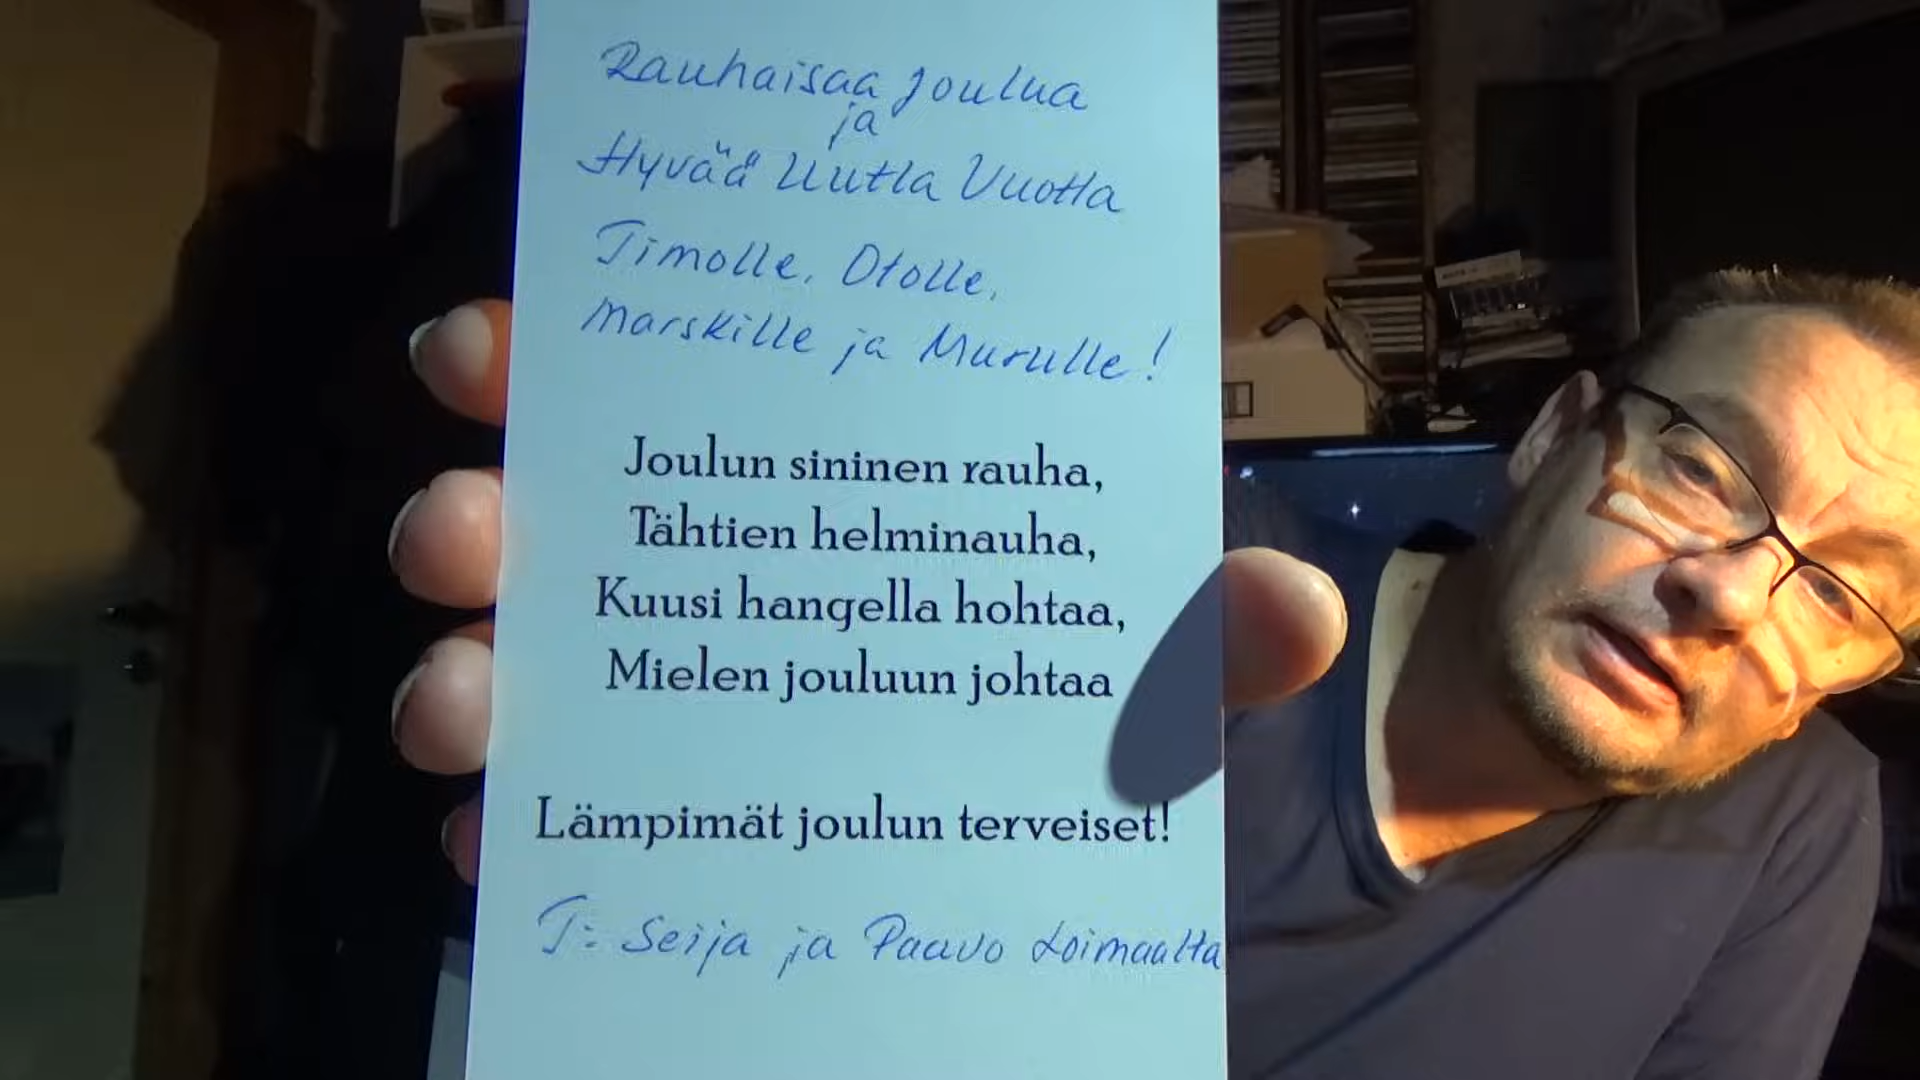 Rauhaisaa Joulua
ja
Hyvää Uutta Vuotta
Timolle, Otolle,
Marskille ja Murulle!
Joulun sininen rauha,
Tähtien helminauha,
Kuusi hangella hohtaa,
Mielen jouluun johtaa
Lämpimät joulun terveiset!
T: Seija ja Paavo Loimaalta